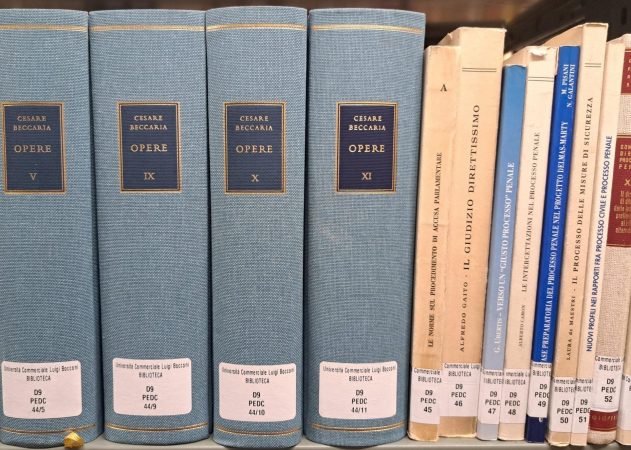 CESARE
BECCARIA
OPERE
V
Università Commerciale Luigi Bocconi
BIBLIOTECA
D9
PEDC
44/5
CESARE
BECCARIA
OPERE
IX
Università Commerciale Luigi Bocconi
BIBLIOTECA
D9
PEDC
44/9
CESARE
BECCARIA
OPERE
X
Università Commerciale Luigi Bocconi
BIBLIOTECA
D9
PEDC
44/10
CESARE
BECCARIA
OPERE
XI
Università Commerciale Luigi Bocconi
BIBLIOTECA
D9
PEDC
44/11
A
LE NORME SUL PROCEDIMENTO DI ACCUSA PARLAMENTARE
D9
PEDC
45
ALFREDO GAITO - IL GIUDIZIO DIRETTISSIMO
D9
PEDC
46
G. UBERTIS - VERSO UN "GIUSTO PROCESSO" PENALE
D9
PEDC
47
ALBERTO CAMON LE INTERCETTAZIONI NEL PROCESSO PENALE
D9
PEDC
48
M. PISANI
N. GALANTINI
FASE PREPARATORIA DEL PROCESSO PENALE NEL PROGETTO DELMAS-MARTY
D9
PEDC
49
LAURA DE MAESTRI - IL PROCESSO DELLE MISURE DI SICUREZZA
D9
PEDC
50
NUOVI PROFILI NEI RAPPORTI FRA PROCESSO CIVILE E PROCESSO PENALE
D9
PEDC
51
D9
PEDC
52